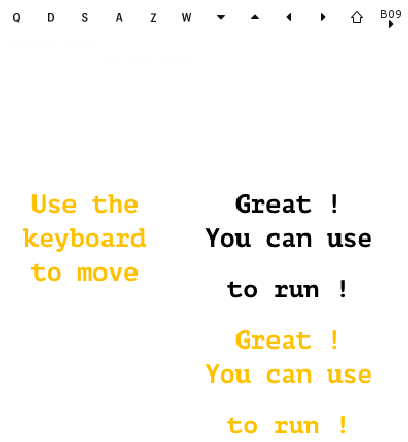 Q D S A Z W B09
Use the
keyboard
to move
Great !
You can use
to run !
Great !
You can use
to run !